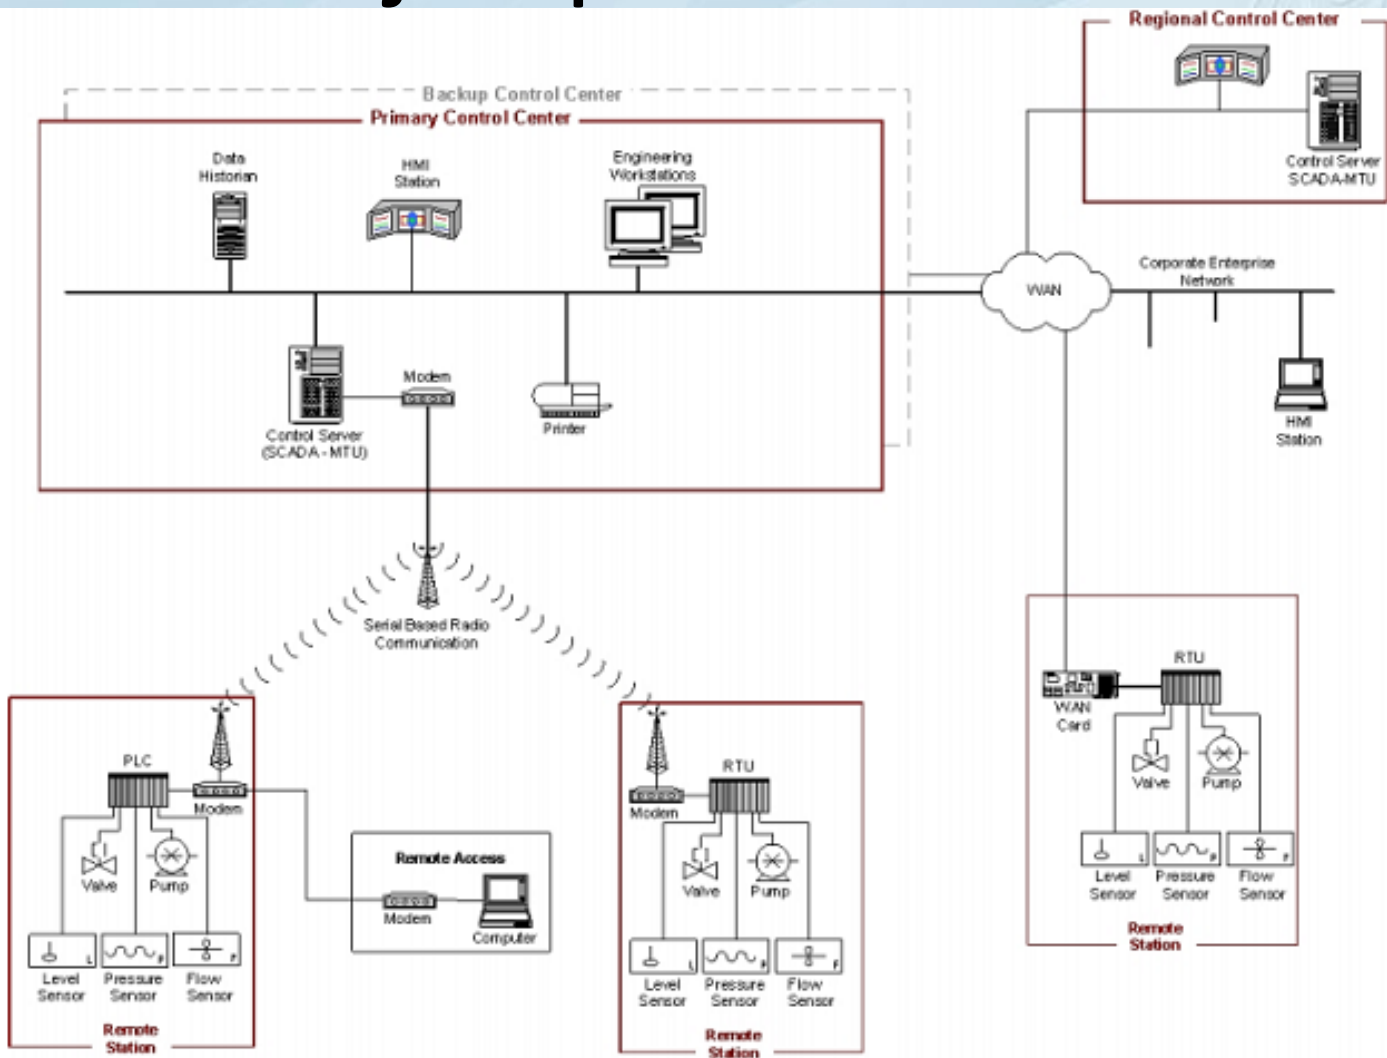 Regional Control Center
Control Server
SCADA-MTU
Backup Control Center
Primary Control Center
Data
Historian
HMI
Station
Engineering
Workstations
Control Server
(SCADA - MTU)
Modem
Printer
WAN
Corporate Enterprise
Network
HMI
Station
Serial Based Radio
Communication
PLC
Modem
Valve
Pump
Level
Sensor
Pressure
Sensor
Flow
Sensor
L
P
F
Remote
Station
Remote Access
Modem
Computer
RTU
Modem
Valve
Pump
L
P
F
Level
Sensor
Pressure
Sensor
Flow
Sensor
Remote
Station
RTU
WAN
Card
Valve
Pump
L
P
F
Level
Sensor
Pressure
Sensor
Flow
Sensor
Remote
Station